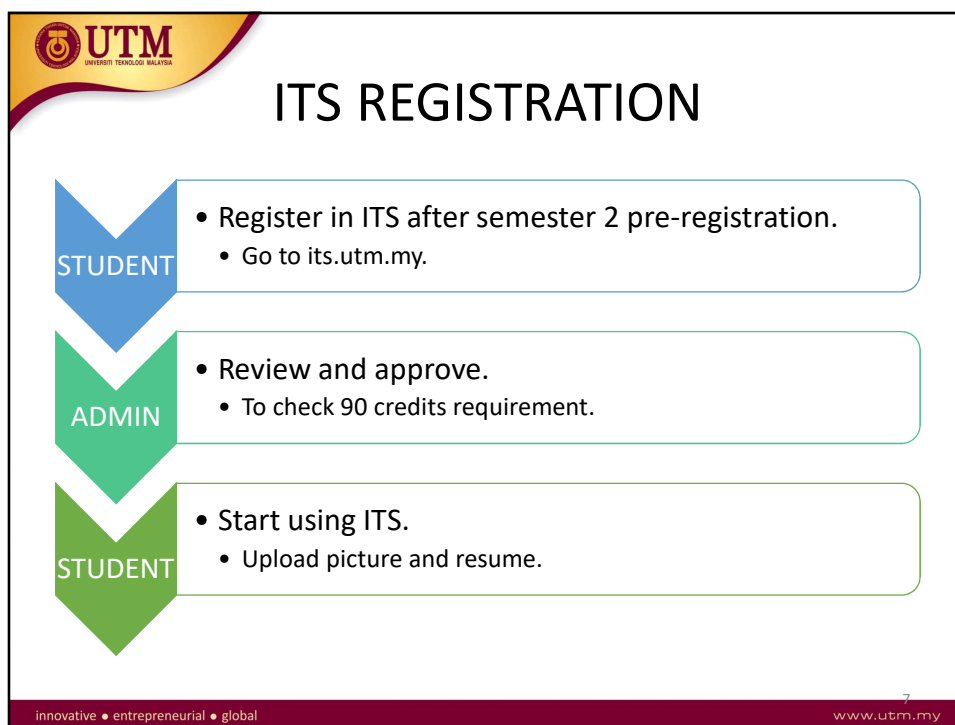 UTM
UNIVERSITI TEKNOLOGI MALAYSIA
ITS REGISTRATION
STUDENT
• Register in ITS after semester 2 pre-registration.
• Go to its.utm.my.
ADMIN
• Review and approve.
• To check 90 credits requirement.
STUDENT
• Start using ITS.
• Upload picture and resume.
7
innovative ● entrepreneurial ● global
www.utm.my